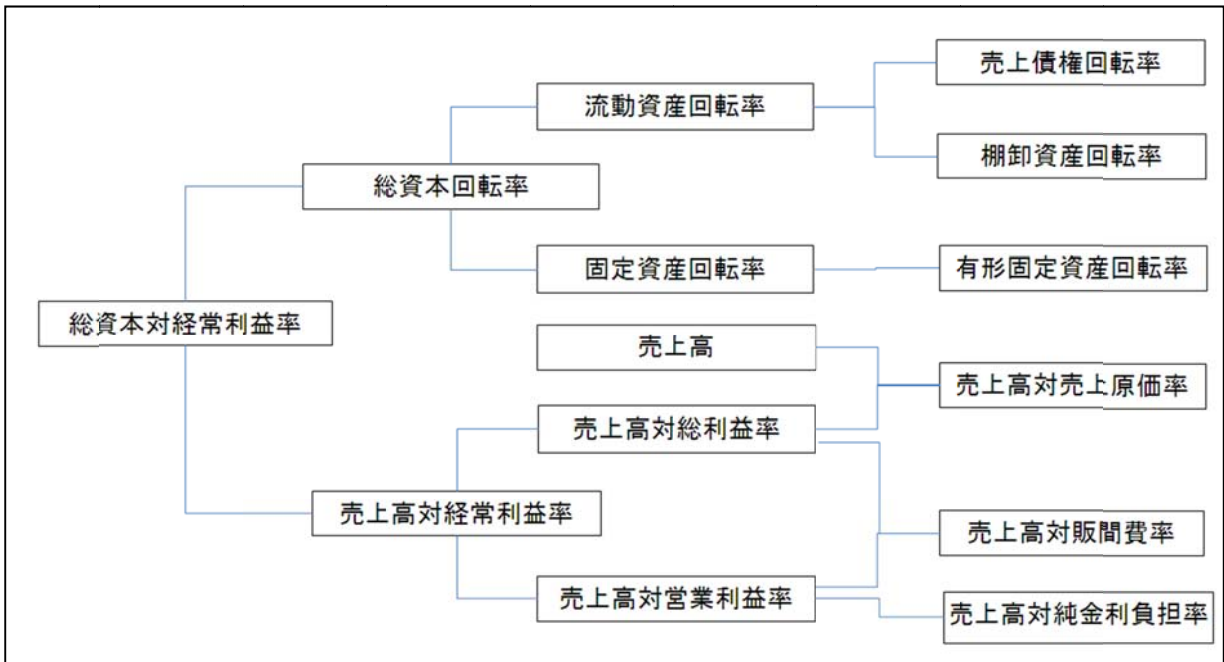 売上債権回転率
流動資産回転率
棚卸資産回転率
総資本回転率
固定資産回転率
有形固定資産回転率
総資本対経常利益率
売上高
売上高対売上原価率
売上高対総利益率
売上高対経常利益率
売上高対販間費率
売上高対営業利益率
売上高対純金利負担率